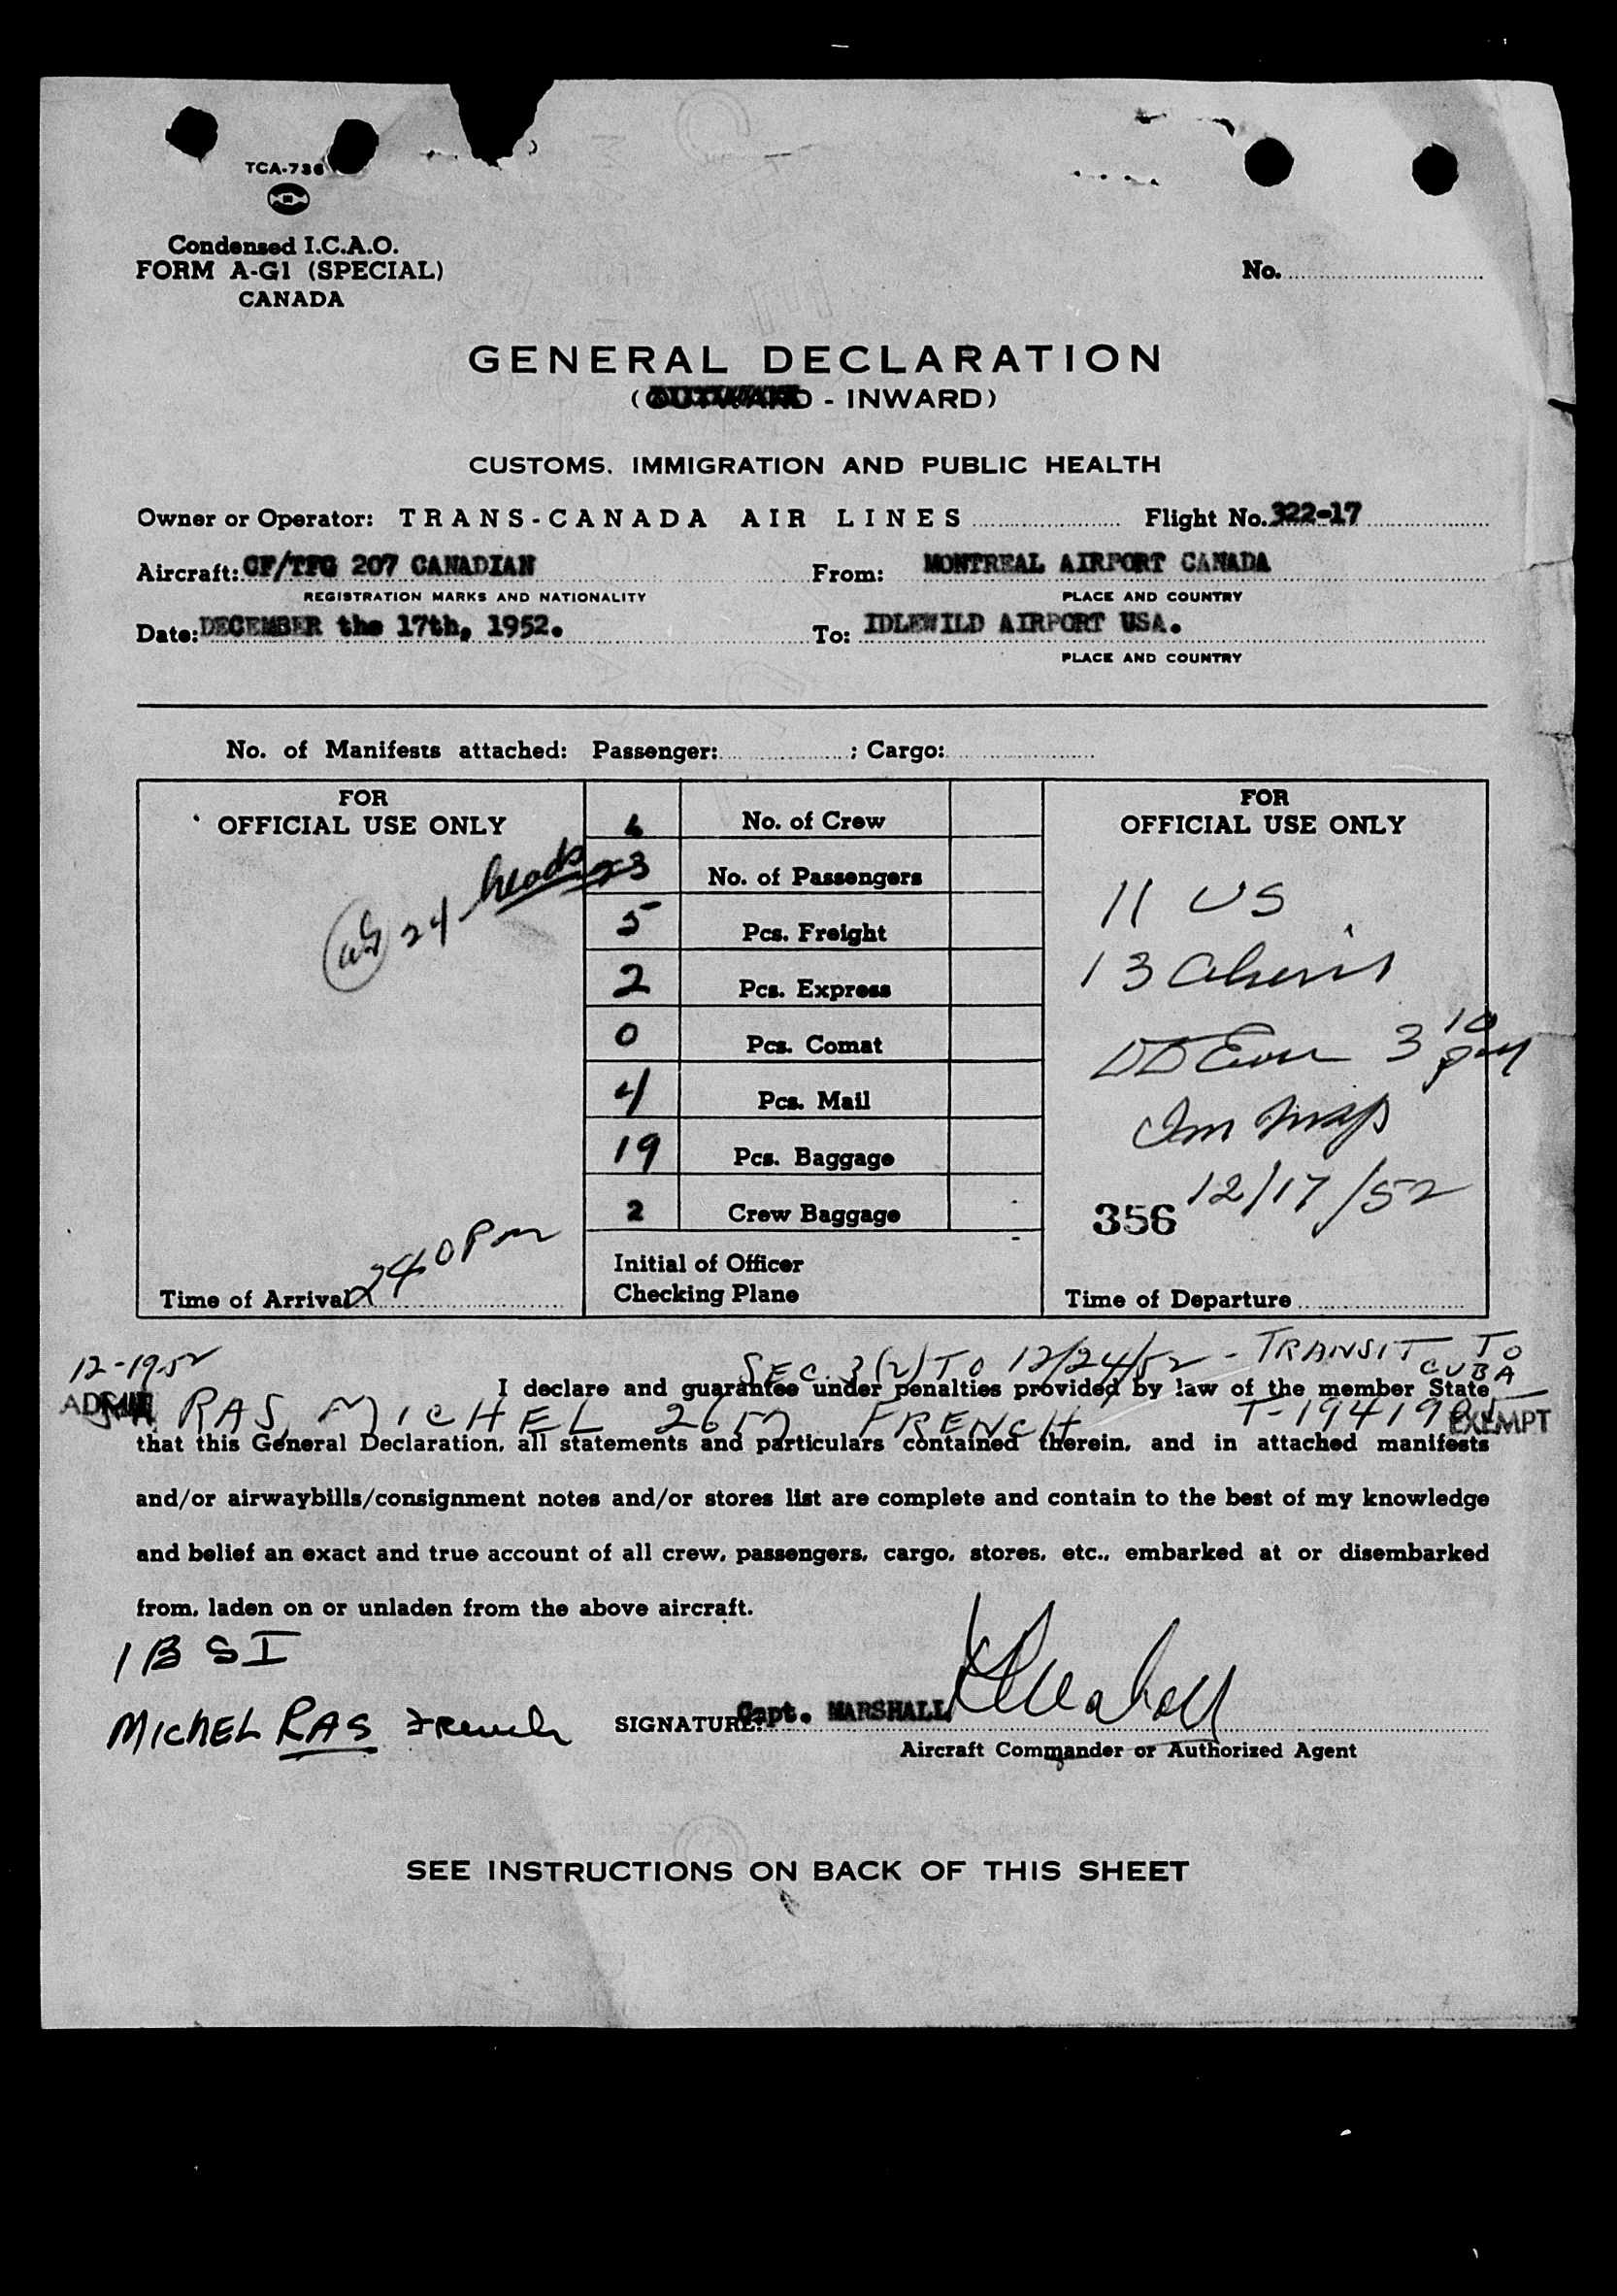 TCA-736
Condensed I.C.A.O.
FORM A-G1 (SPECIAL)
CANADA
No.
GENERAL DECLARATION
( - INWARD)
CUSTOMS, IMMIGRATION AND PUBLIC HEALTH
Owner or Operator: TRANS-CANADA AIR LINES Flight No. 322-17
Aircraft: CF/TFG 207 CANADIAN From: MONTREAL AIRPORT CANADA
REGISTRATION MARKS AND NATIONALITY PLACE AND COUNTRY
Date: DECEMBER the 17th, 1952. To: IDLEWILD AIRPORT USA.
PLACE AND COUNTRY
No. of Manifests attached: Passenger: ; Cargo:
FOR
OFFICIAL USE ONLY
24 heads
Time of Arrival 240 PM
No. of Crew
23 No. of Passengers
5 Pcs. Freight
2 Pcs. Express
0 Pcs. Comat
4 Pcs. Mail
19 Pcs. Baggage
2 Crew Baggage
Initial of Officer
Checking Plane
FOR
OFFICIAL USE ONLY
11 US
13 Aliens
3 10 pm
Imm Insp
12/17/52
356
Time of Departure
12-19-52 SEC. 3(2) TO 12/24/52 - TRANSIT TO CUBA
I declare and guarantee under penalties provided by law of the member State
RAS, MICHEL 26 M FRENCH EXEMPT
that this General Declaration, all statements and particulars contained therein, and in attached manifests
and/or airwaybills/consignment notes and/or stores list are complete and contain to the best of my knowledge
and belief an exact and true account of all crew, passengers, cargo, stores, etc., embarked at or disembarked
from, laden on or unladen from the above aircraft.
1 B S I
MICHEL RAS French
SIGNATURE: Capt. MARSHALL
Aircraft Commander or Authorized Agent
SEE INSTRUCTIONS ON BACK OF THIS SHEET